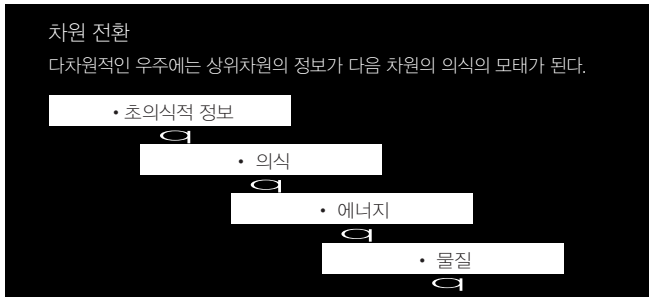 차원 전환
다차원적인 우주에는 상위차원의 정보가 다음 차원의 의식의 모태가 된다.
• 초의식적 정보
q
• 의식
q
• 에너지
q
• 물질
q